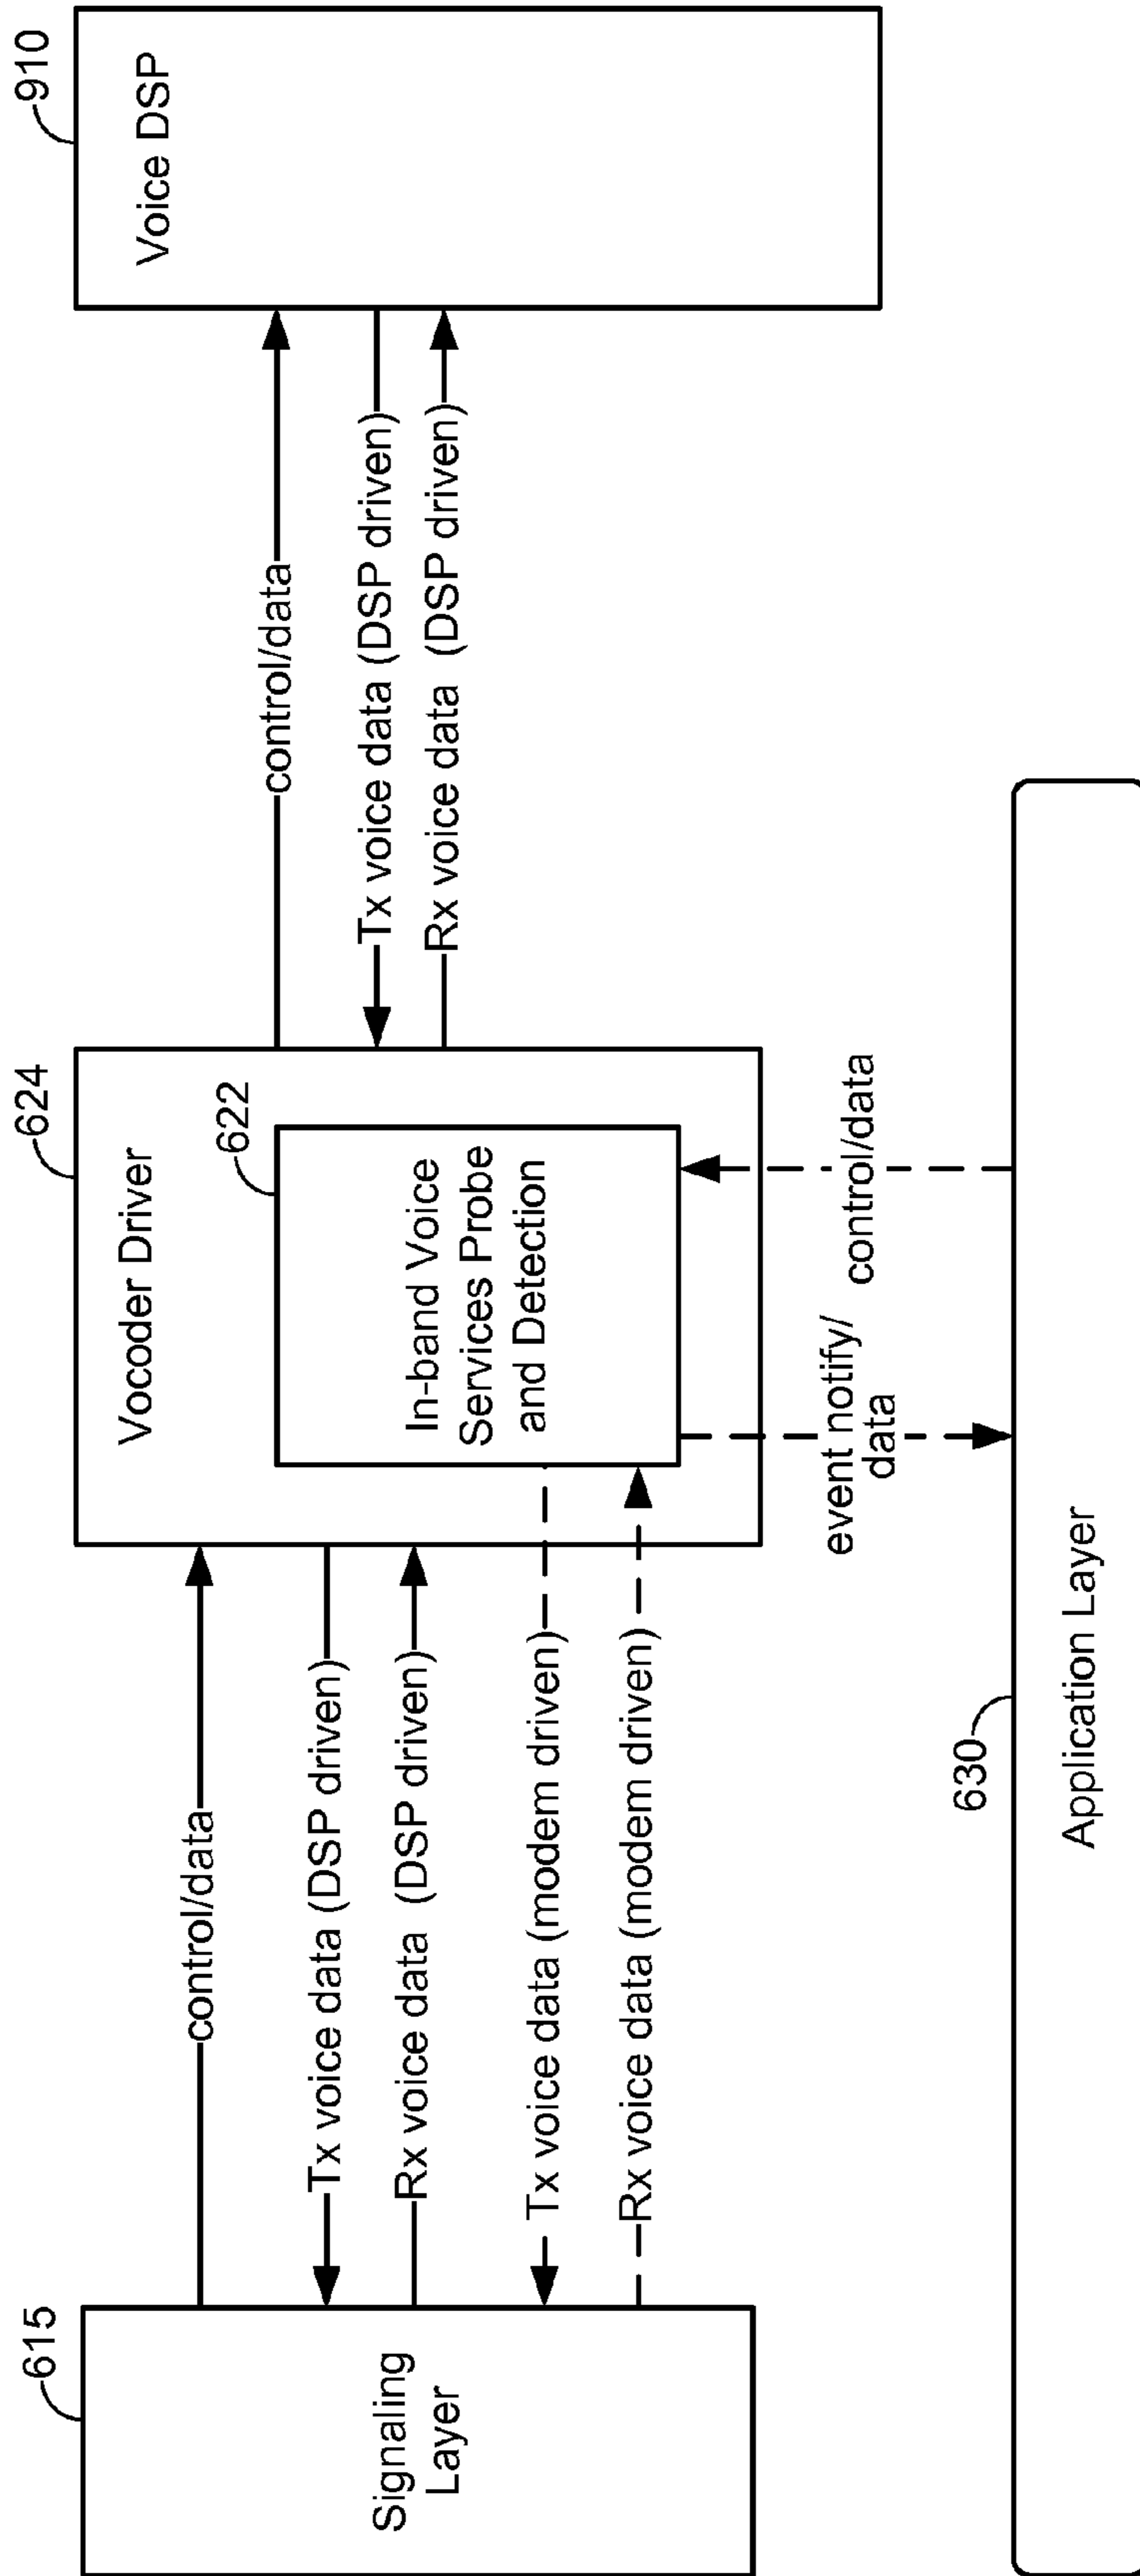 615
Signaling
Layer
control/data
Tx voice data (DSP driven)
Rx voice data (DSP driven)
Tx voice data (modem driven)
Rx voice data (modem driven)
624
Vocoder Driver
622
In-band Voice
Services Probe
and Detection
control/data
Tx voice data (DSP driven)
Rx voice data (DSP driven)
910
Voice DSP
event notify/
data
control/data
630
Application Layer